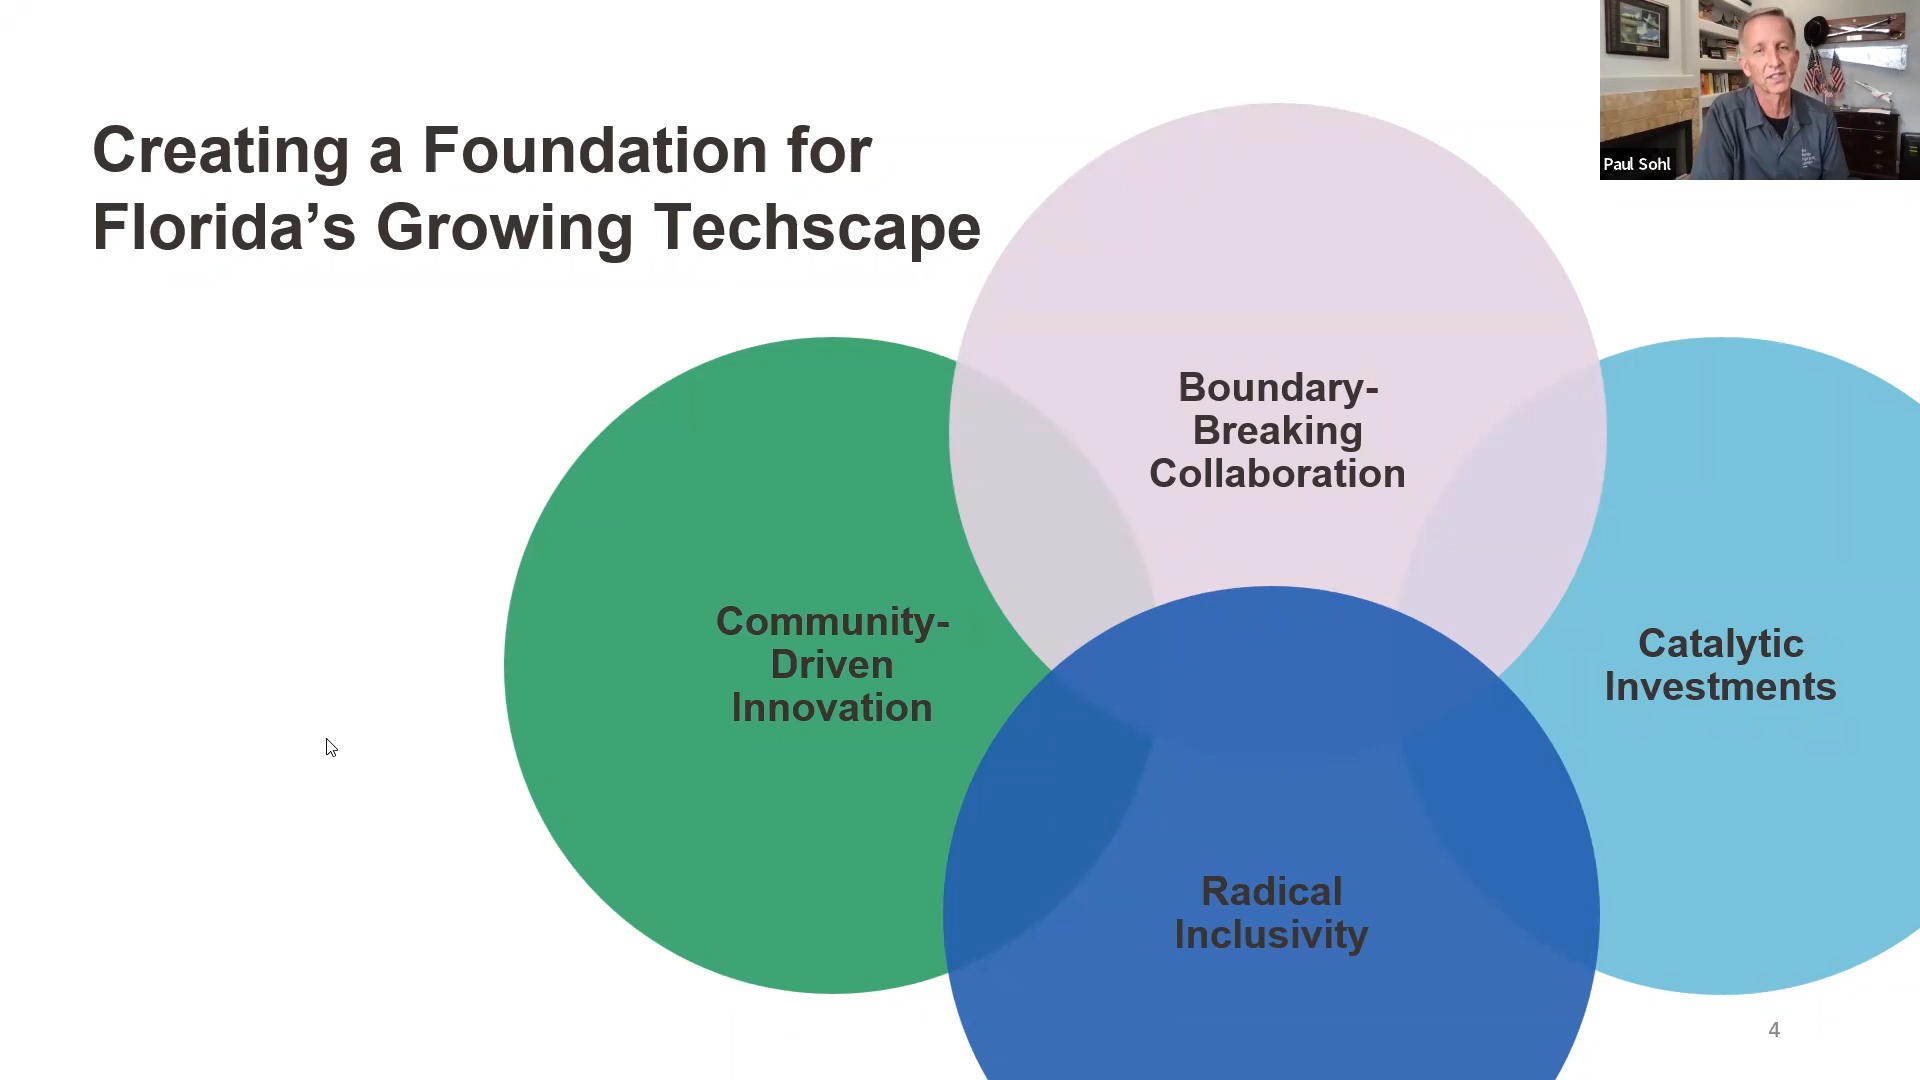 Creating a Foundation for
Florida’s Growing Techscape
Paul Sohl
Boundary-
Breaking
Collaboration
Community-
Driven
Innovation
Catalytic
Investments
Radical
Inclusivity
4